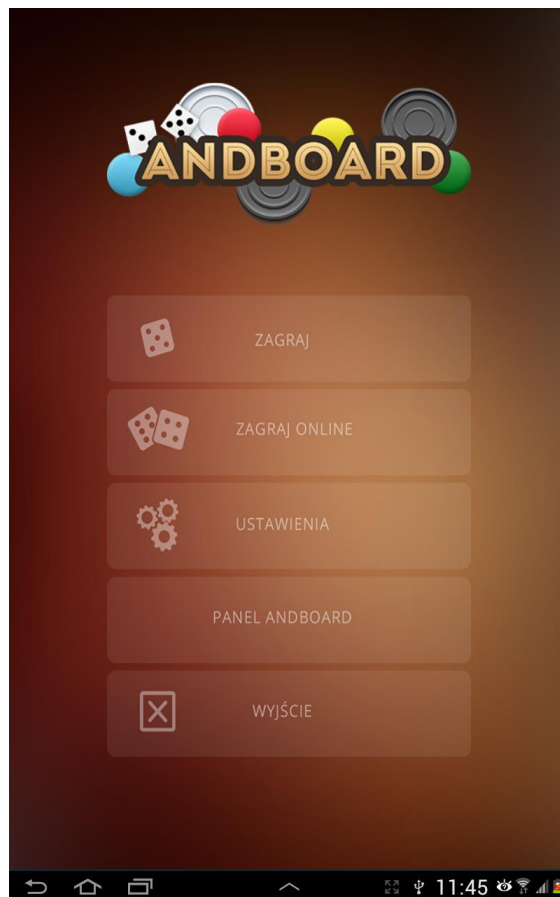 ANDBOARD
ZAGRAJ
ZAGRAJ ONLINE
USTAWIENIA
PANEL ANDBOARD
WYJŚCIE
11:45